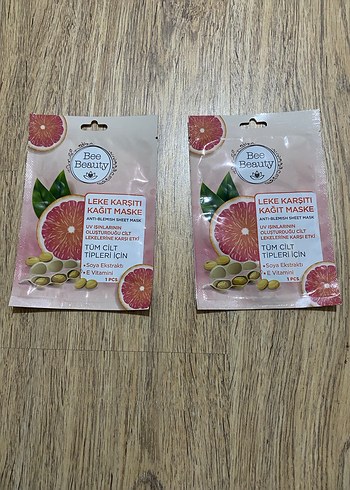 Bee
Beauty
LEKE KARŞITI
KAĞIT MASKE
ANTI-BLEMISH SHEET MASK
UV IŞINLARININ
OLUŞTURDUĞU CİLT
LEKELERİNE KARŞI ETKİ
TÜM CİLT
TİPLERİ İÇİN
•Soya Ekstraktı
•E Vitamini
1 PCS
Bee
Beauty
LEKE KARŞITI
KAĞIT MASKE
ANTI-BLEMISH SHEET MASK
UV IŞINLARININ
OLUŞTURDUĞU CİLT
LEKELERİNE KARŞI ETKİ
TÜM CİLT
TİPLERİ İÇİN
•Soya Ekstraktı
•E Vitamini
1 PCS